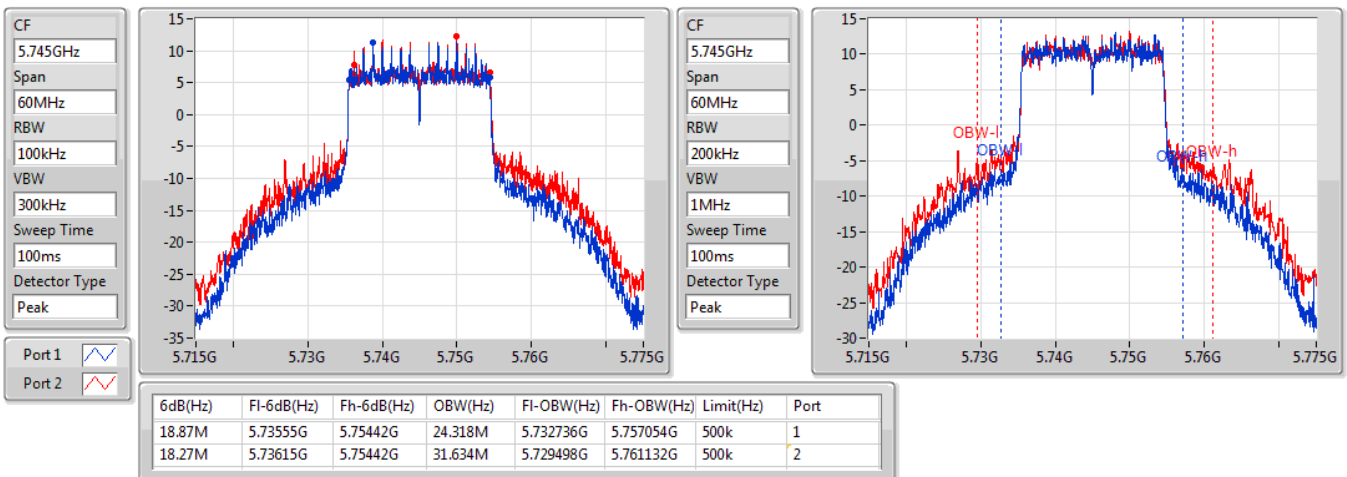 CF
5.745GHz
Span
60MHz
RBW
100kHz
VBW
300kHz
Sweep Time
100ms
Detector Type
Peak
15
10
5
0
-5
-10
-15
-20
-25
-30
-35
5.715G 5.73G 5.74G 5.75G 5.76G 5.775G
CF
5.745GHz
Span
60MHz
RBW
200kHz
VBW
1MHz
Sweep Time
100ms
Detector Type
Peak
15
10
5
0
-5
-10
-15
-20
-25
-30
OBW-l
OBW-l
OBW-h
5.715G 5.73G 5.74G 5.75G 5.76G 5.775G
Port 1
Port 2
6dB(Hz) Fl-6dB(Hz) Fh-6dB(Hz) OBW(Hz) Fl-OBW(Hz) Fh-OBW(Hz) Limit(Hz) Port
18.87M 5.73555G 5.75442G 24.318M 5.732736G 5.757054G 500k 1
18.27M 5.73615G 5.75442G 31.634M 5.729498G 5.761132G 500k 2